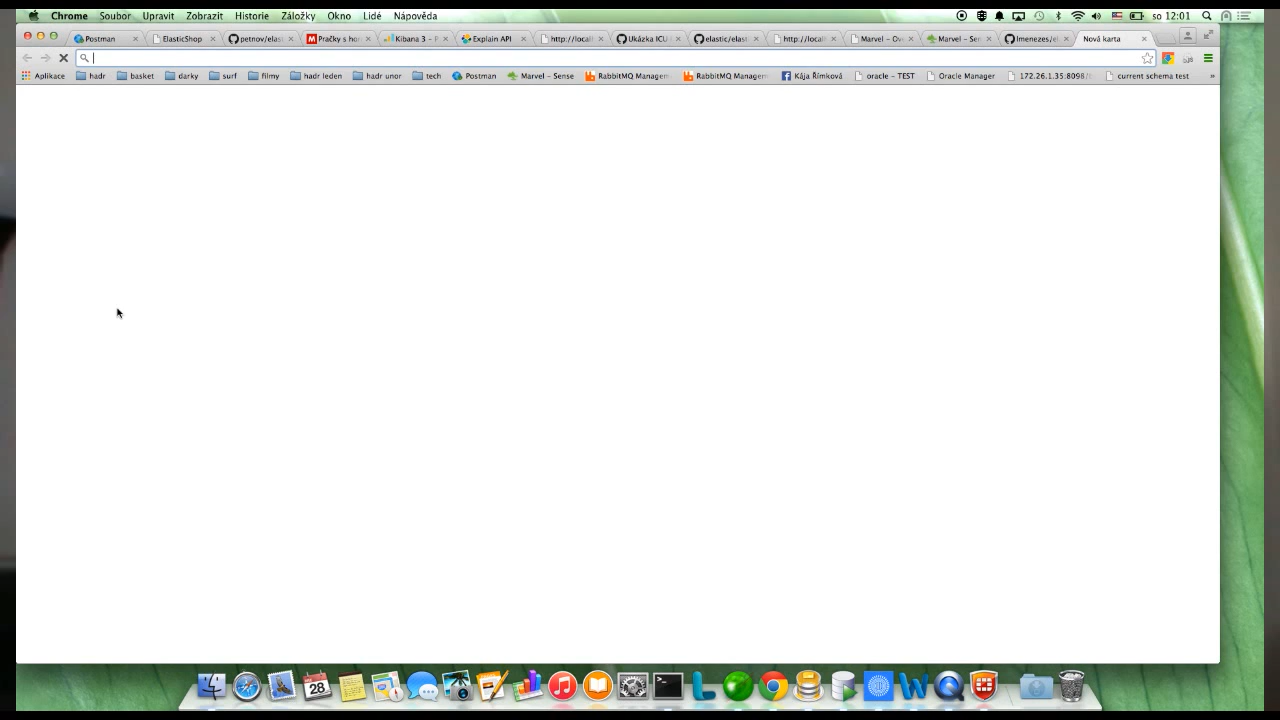 Chrome Soubor Upravit Zobrazit Historie Záložky Okno Lidé Nápověda so 12:01
Postman ElasticShop petnov/elas Pračky s ho Kibana 3 - Explain API http://local Ukázka ICU elastic/elast http://local Marvel - Ov Marvel - Sen lmenezes/el Nová karta
Aplikace hadr basket darky surf filmy hadr leden hadr unor tech Postman Marvel - Sense RabbitMQ Managem RabbitMQ Managem Kája Římková oracle - TEST Oracle Manager 172.26.1.35:8098/ current schema test »
28